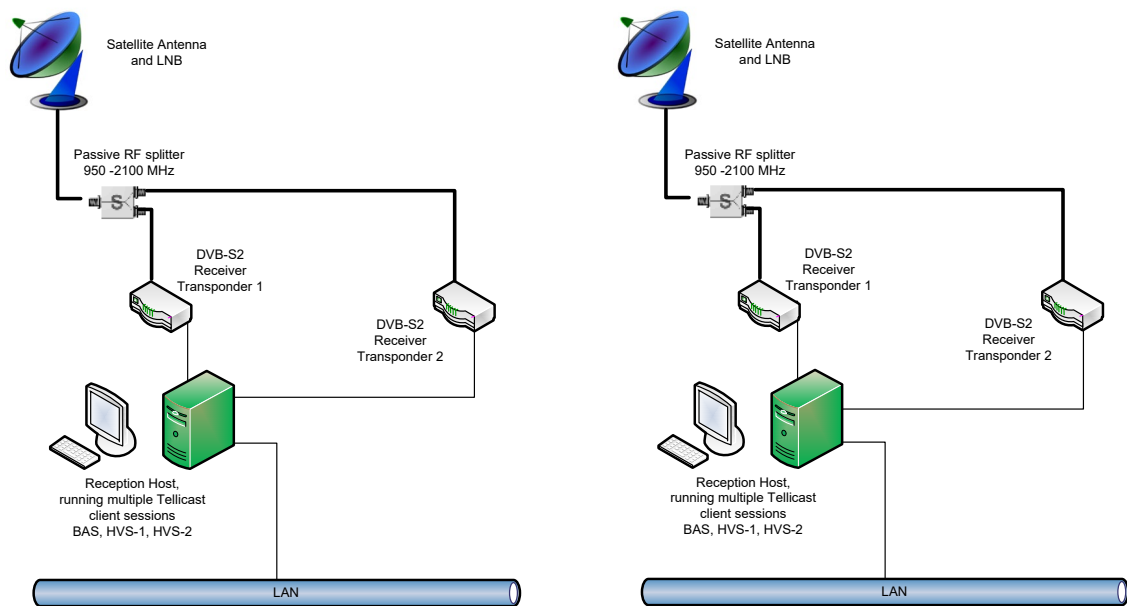 Satellite Antenna
and LNB
Passive RF splitter
950 -2100 MHz
S
DVB-S2
Receiver
Transponder 1
DVB-S2
Receiver
Transponder 2
Reception Host,
running multiple Tellicast
client sessions
BAS, HVS-1, HVS-2
LAN
Satellite Antenna
and LNB
Passive RF splitter
950 -2100 MHz
S
DVB-S2
Receiver
Transponder 1
DVB-S2
Receiver
Transponder 2
Reception Host,
running multiple Tellicast
client sessions
BAS, HVS-1, HVS-2
LAN